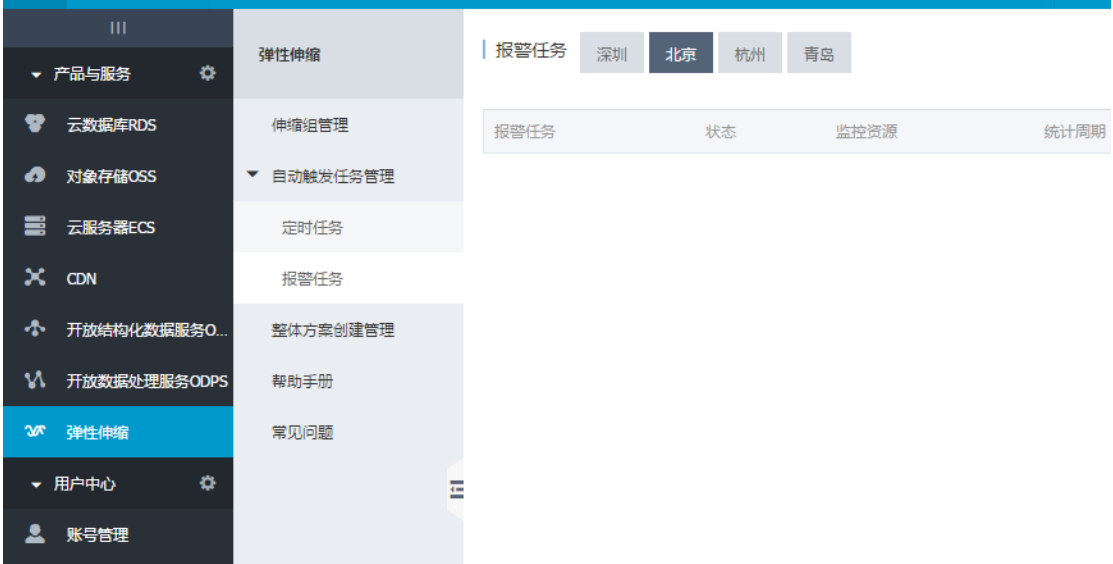 产品与服务
云数据库RDS
对象存储OSS
云服务器ECS
CDN
开放结构化数据服务O...
开放数据处理服务ODPS
弹性伸缩
用户中心
账号管理
弹性伸缩
伸缩组管理
自动触发任务管理
定时任务
报警任务
整体方案创建管理
帮助手册
常见问题
报警任务 深圳 北京 杭州 青岛
报警任务 状态 监控资源 统计周期